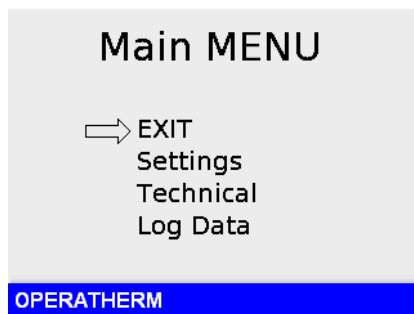 Main MENU
EXIT
Settings
Technical
Log Data
OPERATHERM